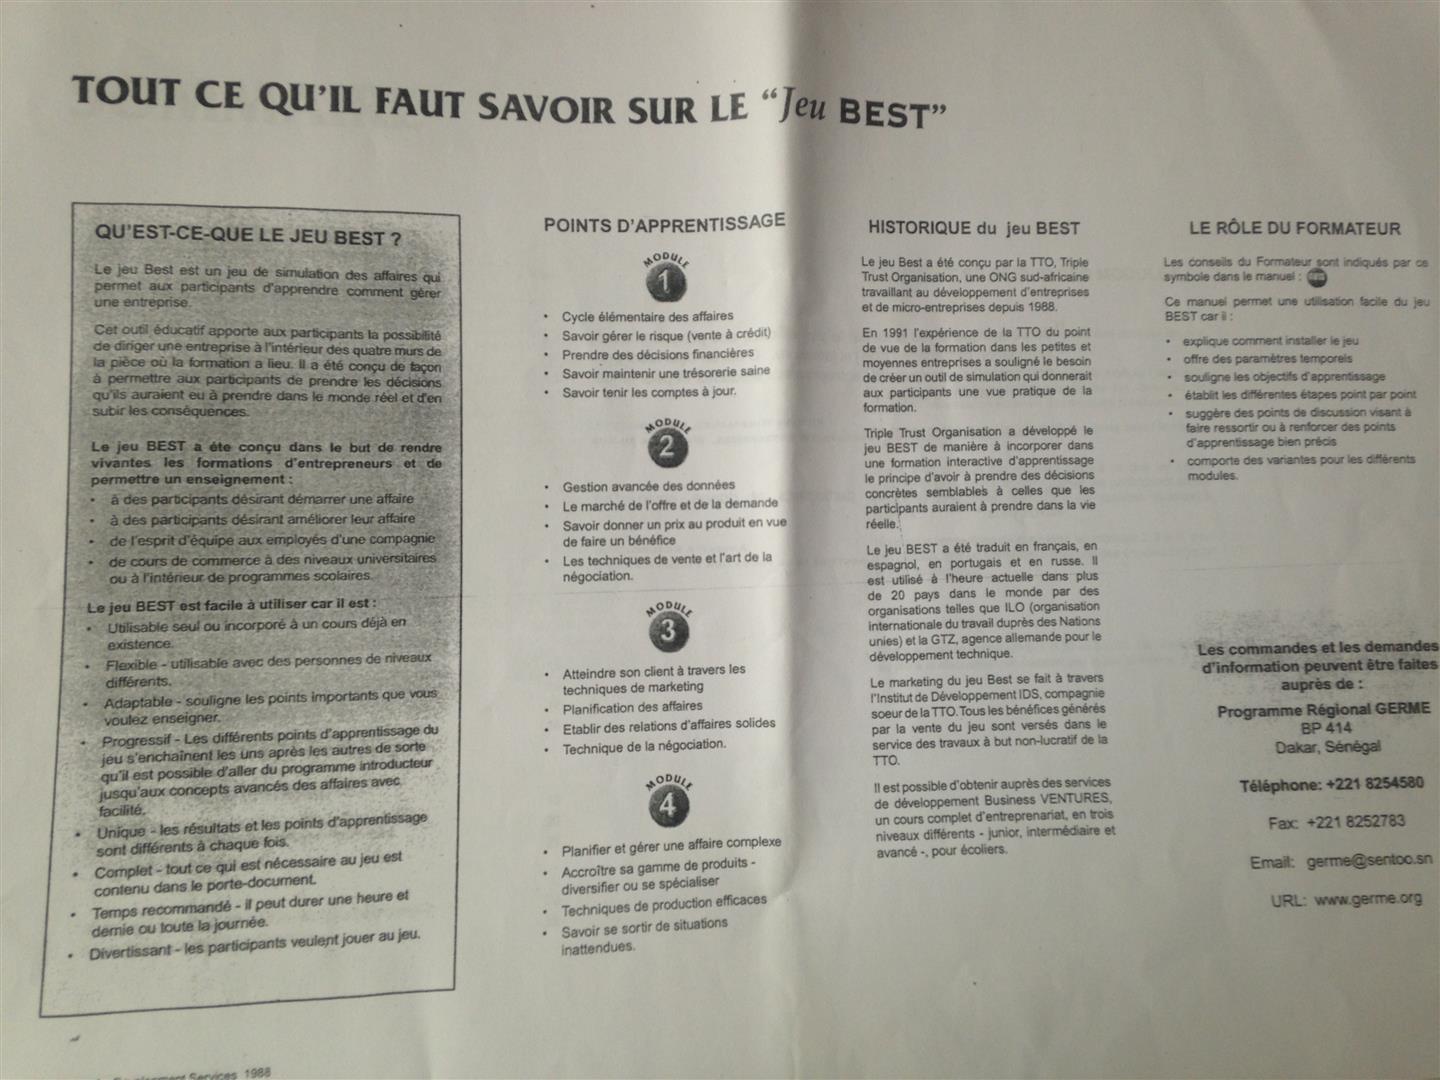 TOUT CE QU'IL FAUT SAVOIR SUR LE “Jeu BEST”
QU'EST-CE-QUE LE JEU BEST ?
Le jeu Best est un jeu de simulation des affaires qui
permet aux participants d'apprendre comment gérer
une entreprise.
Cet outil éducatif apporte aux participants la possibilité
de diriger une entreprise à l'intérieur des quatre murs de
la pièce où la formation a lieu. Il a été conçu de façon
à permettre aux participants de prendre les décisions
qu'ils auraient eu à prendre dans le monde réel et d'en
subir les conséquences.
Le jeu BEST a éte conçu dans le but de rendre
vivantes les formations d'entrepreneurs et de
permettre un enseignement :
• à des participants désirant démarrer une affaire
• à des participants désirant améliorer leur affaire
• de l'esprit d'équipe aux employés d'une compagnie
• de cours de commerce à des niveaux universitaires
ou à l'intérieur de programmes scolaires.
Le jeu BEST est facile à utiliser car il est :
• Utilisable seul ou incorporé à un cours déjà en
existence.
• Flexible - utilisable avec des personnes de niveaux
différents.
• Adaptable - souligne les points importants que vous
voulez enseigner.
• Progressif - Les différents points d'apprentissage du
jeu s'enchaînent les uns après les autres de sorte
qu'il est possible d'aller du programme introducteur
jusqu'aux concepts avancés des affaires avec
facilité.
• Unique - les résultats et les points d'apprentissage
sont différents à chaque fois.
• Complet - tout ce qui est nécessaire au jeu est
contenu dans le porte-document.
• Temps recommandé - il peut durer une heure et
demie ou toute la journée.
• Divertissant - les participants veulent jouer au jeu.
POINTS D'APPRENTISSAGE
MODULE
1
• Cycle élémentaire des affaires
• Savoir gérer le risque (vente à crédit)
• Prendre des décisions financières
• Savoir maintenir une trésorerie saine
• Savoir tenir les comptes à jour.
MODULE
2
• Gestion avancée des données
• Le marché de l'offre et de la demande
• Savoir donner un prix au produit en vue
de faire un bénéfice
• Les techniques de vente et l'art de la
négociation.
MODULE
3
• Atteindre son client à travers les
techniques de marketing
• Planification des affaires
• Etablir des relations d'affaires solides
• Technique de la négociation.
MODULE
4
• Planifier et gérer une affaire complexe
• Accroître sa gamme de produits -
diversifier ou se spécialiser
• Techniques de production efficaces
• Savoir se sortir de situations
inattendues.
HISTORIQUE du jeu BEST
Le jeu Best a été conçu par la TTO, Triple
Trust Organisation, une ONG sud-africaine
travaillant au développement d'entreprises
et de micro-entreprises depuis 1988.
En 1991 l'expérience de la TTO du point
de vue de la formation dans les petites et
moyennes entreprises a souligné le besoin
de créer un outil de simulation qui donnerait
aux participants une vue pratique de la
formation.
Triple Trust Organisation a développé le
jeu BEST de manière à incorporer dans
une formation interactive d'apprentissage
le principe d'avoir à prendre des décisions
concrètes semblables à celles que les
participants auraient à prendre dans la vie
réelle.
Le jeu BEST a été traduit en français, en
espagnol, en portugais et en russe. Il
est utilisé à l'heure actuelle dans plus
de 20 pays dans le monde par des
organisations telles que ILO (organisation
internationale du travail duprès des Nations
unies) et la GTZ, agence allemande pour le
développement technique.
Le marketing du jeu Best se fait à travers
l'Institut de Développement IDS, compagnie
soeur de la TTO. Tous les bénéfices générés
par la vente du jeu sont versés dans le
service des travaux à but non-lucratif de la
TTO.
Il est possible d'obtenir auprès des services
de développement Business VENTURES,
un cours complet d'entreprenariat, en trois
niveaux différents - junior, intermédiaire et
avancé -, pour écoliers.
LE RÔLE DU FORMATEUR
Les conseils du Formateur sont indiqués par ce
symbole dans le manuel :
Ce manuel permet une utilisation facile du jeu
BEST car il :
• explique comment installer le jeu
• offre des paramètres temporels
• souligne les objectifs d'apprentissage
• établit les différentes étapes point par point
• suggère des points de discussion visant à
faire ressortir ou à renforcer des points
d'apprentissage bien précis
• comporte des variantes pour les différents
modules.
Les commandes et les demandes
d'information peuvent être faites
auprès de :
Programme Régional GERME
BP 414
Dakar, Sénégal
Téléphone: +221 8254580
Fax: +221 8252783
Email: germe@sentoo.sn
URL: www.germe.org
Services 1988